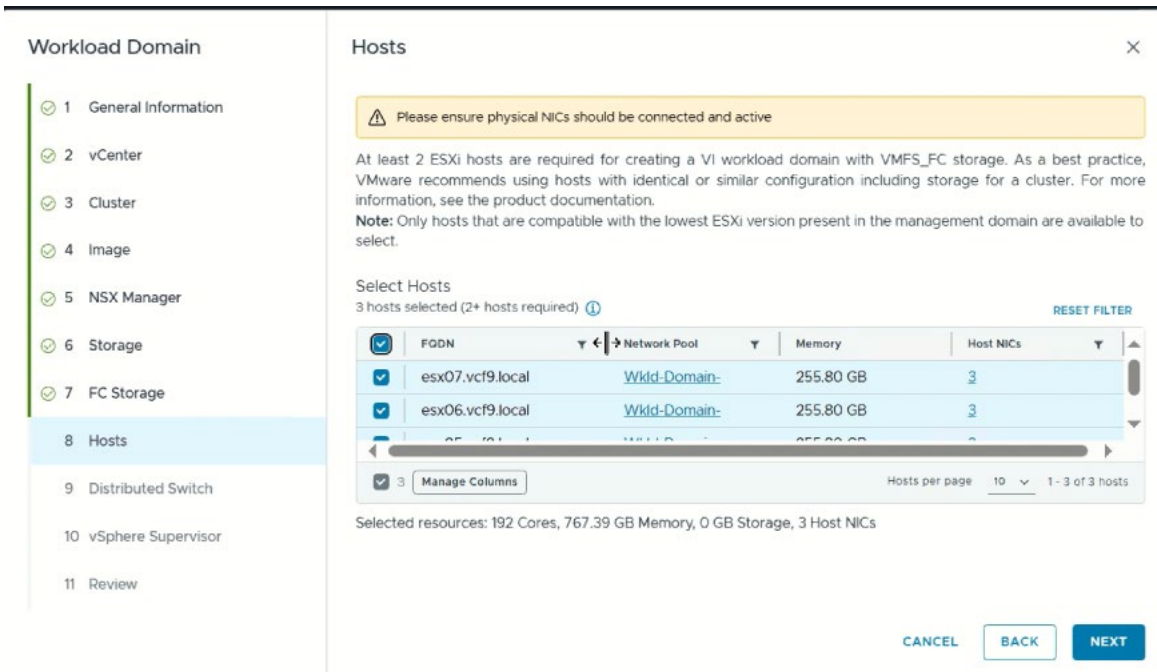 Workload Domain
1 General Information
2 vCenter
3 Cluster
4 Image
5 NSX Manager
6 Storage
7 FC Storage
8 Hosts
9 Distributed Switch
10 vSphere Supervisor
11 Review
Hosts
Please ensure physical NICs should be connected and active
At least 2 ESXi hosts are required for creating a VI workload domain with VMFS_FC storage. As a best practice,
VMware recommends using hosts with identical or similar configuration including storage for a cluster. For more
information, see the product documentation.
Note: Only hosts that are compatible with the lowest ESXi version present in the management domain are available to
select.
Select Hosts
3 hosts selected (2+ hosts required)
RESET FILTER
FQDN Network Pool Memory Host NICs
esx07.vcf9.local Wkld-Domain- 255.80 GB 3
esx06.vcf9.local Wkld-Domain- 255.80 GB 3
3 Manage Columns Hosts per page 10 1 - 3 of 3 hosts
Selected resources: 192 Cores, 767.39 GB Memory, 0 GB Storage, 3 Host NICs
CANCEL BACK NEXT